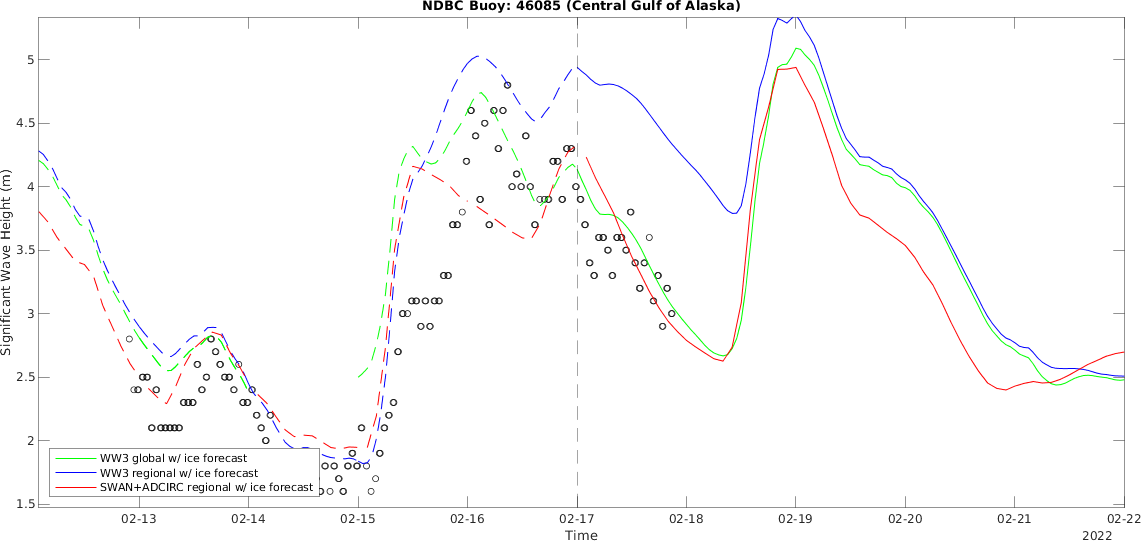 NDBC Buoy: 46085 (Central Gulf of Alaska)
Significant Wave Height (m)
5
4.5
4
3.5
3
2.5
2
1.5
WW3 global w/ ice forecast
WW3 regional w/ ice forecast
SWAN+ADCIRC regional w/ ice forecast
02-13 02-14 02-15 02-16 02-17 02-18 02-19 02-20 02-21 02-22
Time
2022